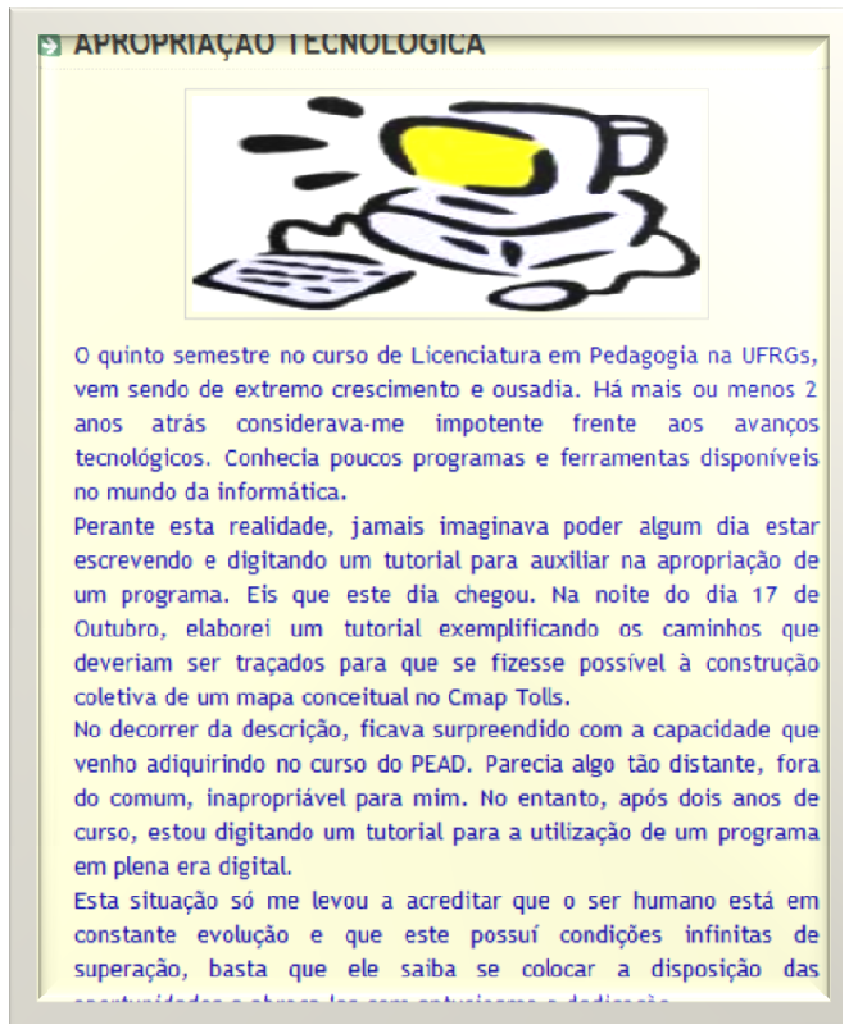 APROPRIAÇÃO TECNOLÓGICA
O quinto semestre no curso de Licenciatura em Pedagogia na UFRGs,
vem sendo de extremo crescimento e ousadia. Há mais ou menos 2
anos atrás considerava-me impotente frente aos avanços
tecnológicos. Conhecia poucos programas e ferramentas disponíveis
no mundo da informática.
Perante esta realidade, jamais imaginava poder algum dia estar
escrevendo e digitando um tutorial para auxiliar na apropriação de
um programa. Eis que este dia chegou. Na noite do dia 17 de
Outubro, elaborei um tutorial exemplificando os caminhos que
deveriam ser traçados para que se fizesse possível à construção
coletiva de um mapa conceitual no Cmap Tolls.
No decorrer da descrição, ficava surpreendido com a capacidade que
venho adiquirindo no curso do PEAD. Parecia algo tão distante, fora
do comum, inapropriável para mim. No entanto, após dois anos de
curso, estou digitando um tutorial para a utilização de um programa
em plena era digital.
Esta situação só me levou a acreditar que o ser humano está em
constante evolução e que este possuí condições infinitas de
superação, basta que ele saiba se colocar a disposição das